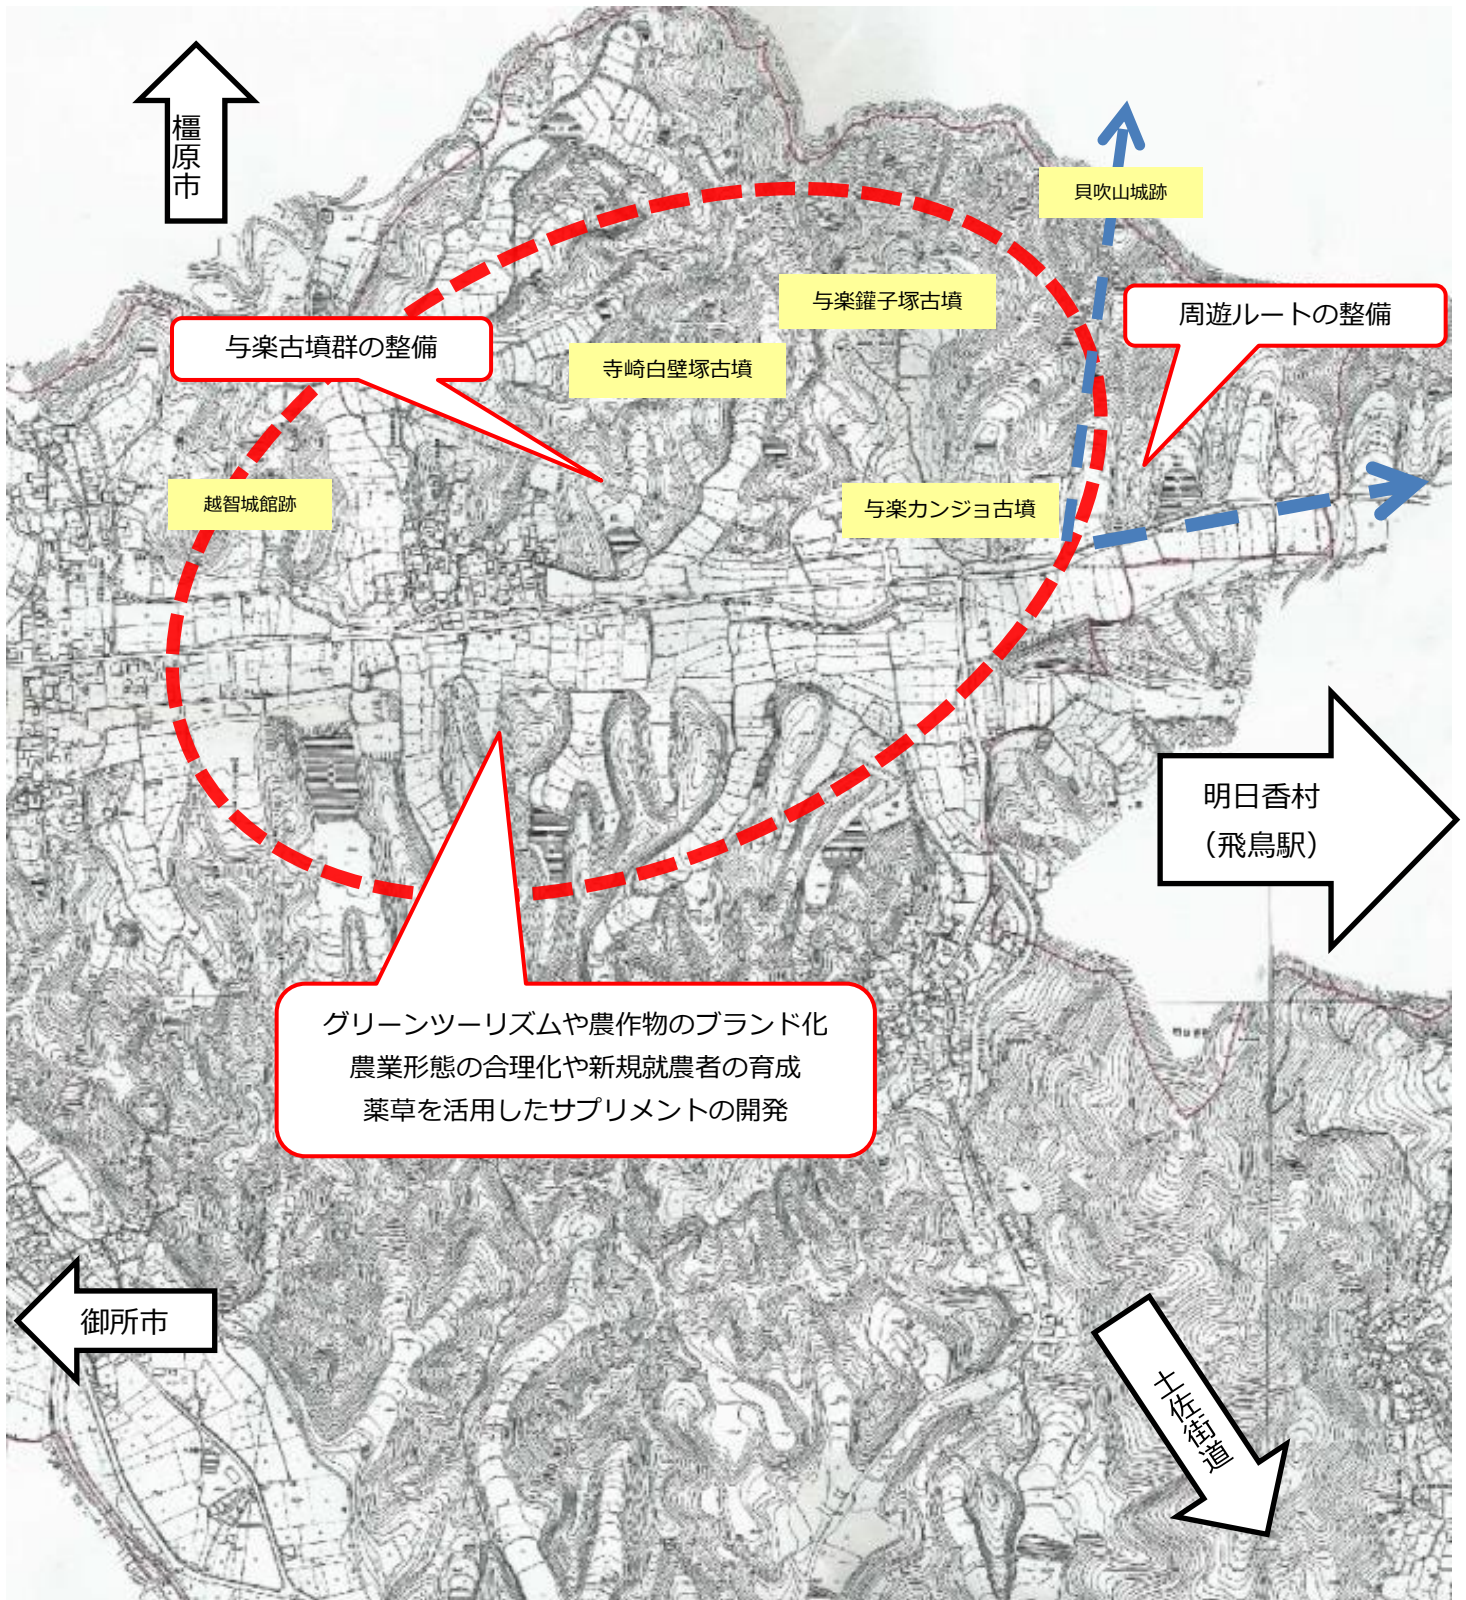 橿原市
貝吹山城跡
与楽鑵子塚古墳
周遊ルートの整備
与楽古墳群の整備
寺崎白壁塚古墳
越智城館跡
与楽カンジョ古墳
明日香村
（飛鳥駅）
グリーンツーリズムや農作物のブランド化
農業形態の合理化や新規就農者の育成
薬草を活用したサプリメントの開発
御所市
土佐街道